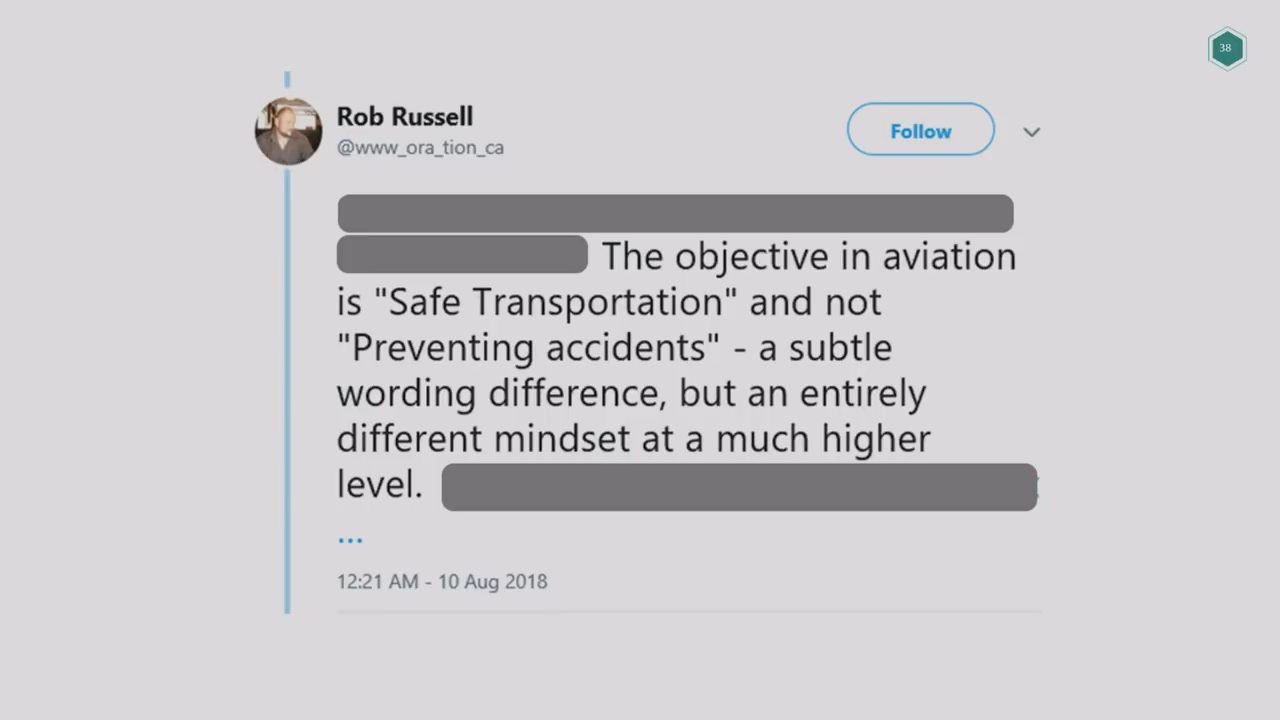 38
Rob Russell
@www_ora_tion_ca
Follow
The objective in aviation
is "Safe Transportation" and not
"Preventing accidents" - a subtle
wording difference, but an entirely
different mindset at a much higher
level.
...
12:21 AM - 10 Aug 2018